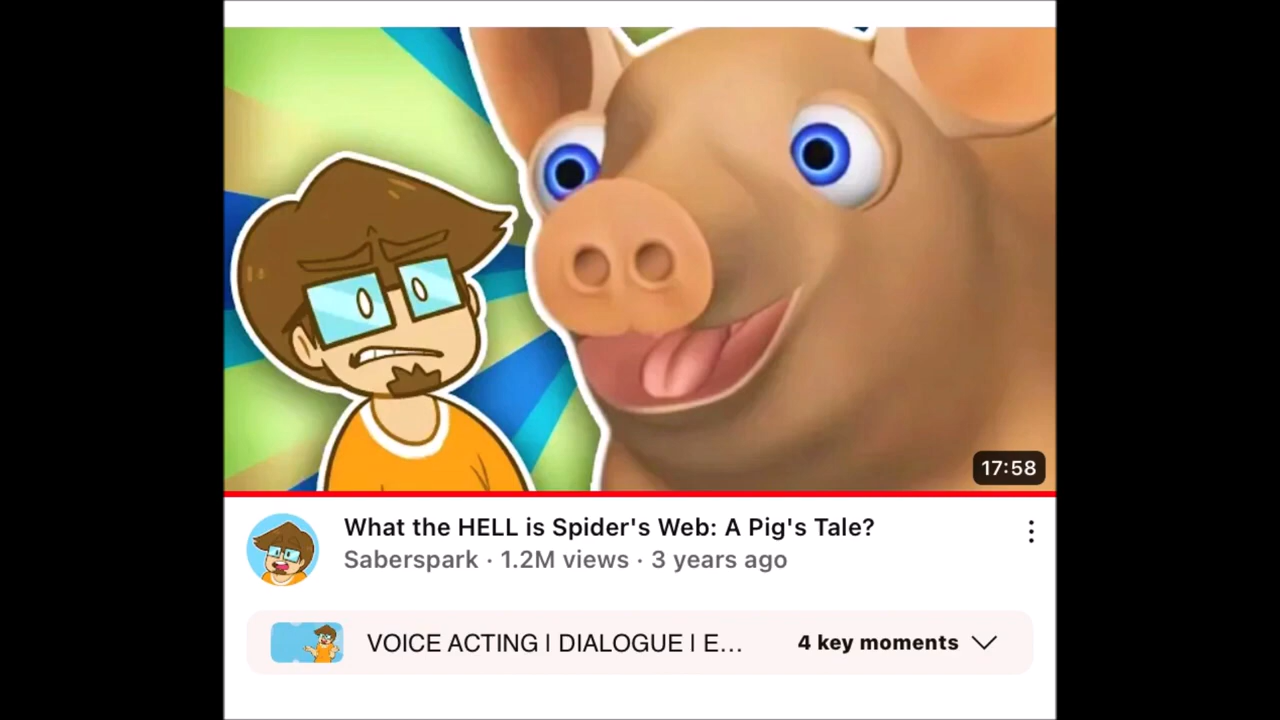 17:58
What the HELL is Spider's Web: A Pig's Tale?
Saberspark · 1.2M views · 3 years ago
VOICE ACTING | DIALOGUE | E... 4 key moments